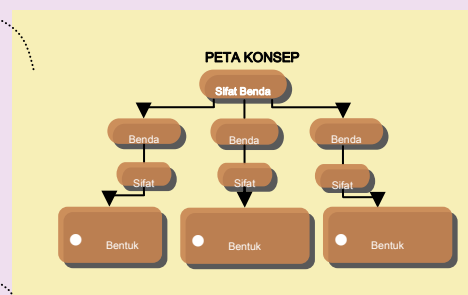 PETA KONSEP
Sifat Benda
Benda
Benda
Benda
Sifat
Sifat
Sifat
Bentuk
Bentuk
Bentuk